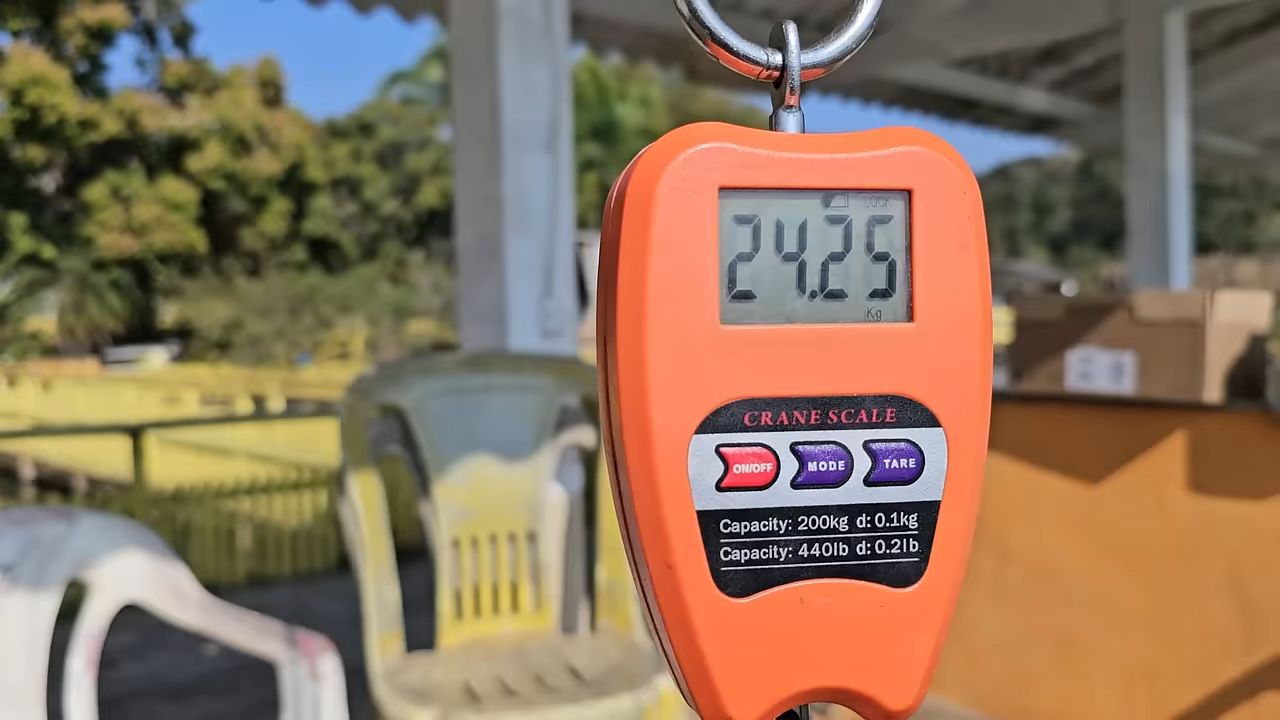 LOCK
24.25
Kg
CRANE SCALE
ON/OFF MODE TARE
Capacity: 200kg d: 0.1kg
Capacity: 440lb d: 0.2lb